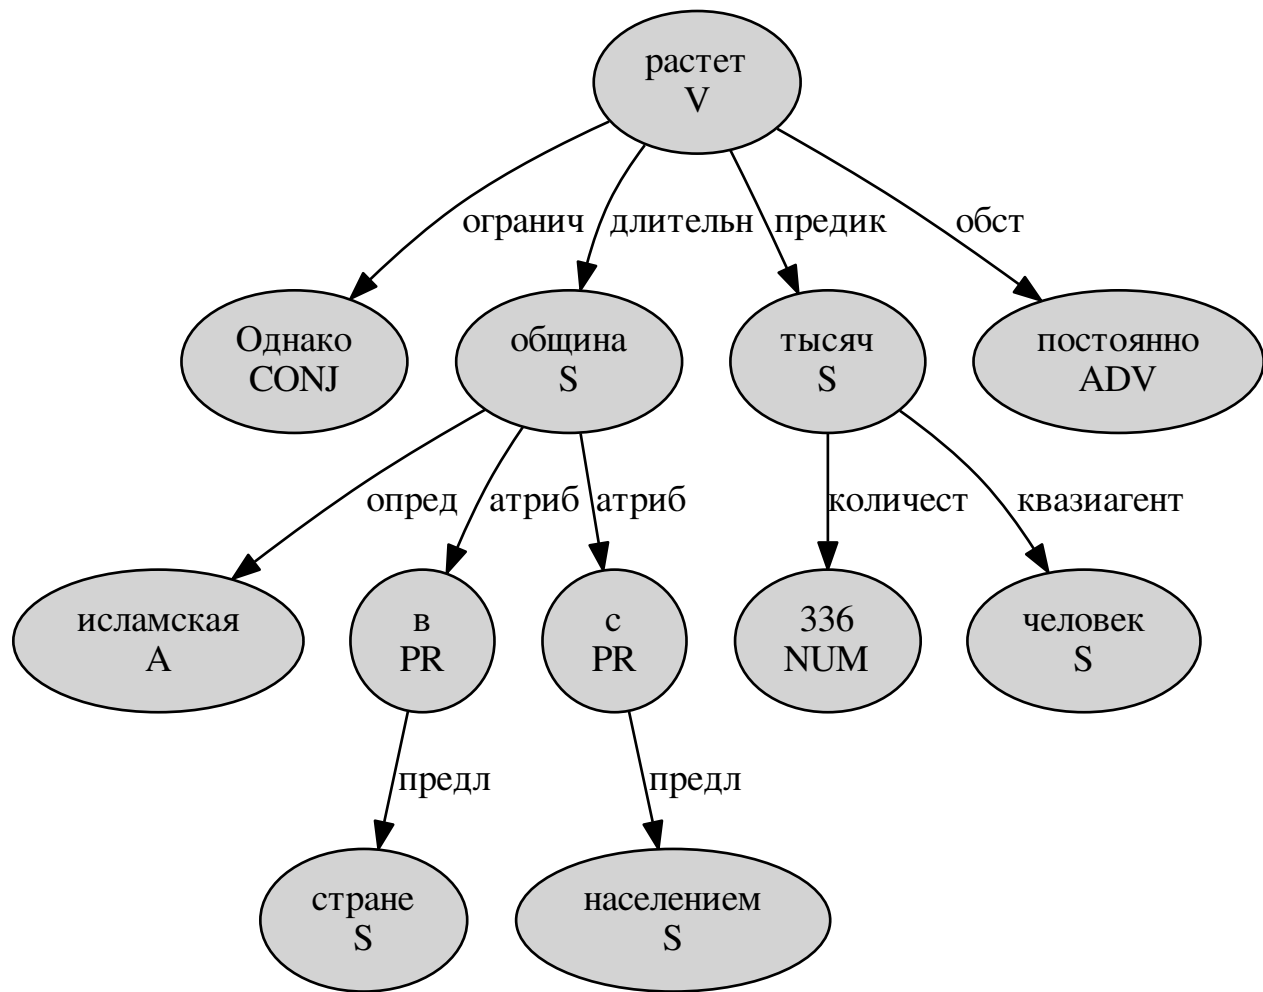 растет
V
огранич
длительн
предик
обст
Однако
CONJ
община
S
тысяч
S
постоянно
ADV
опред
атриб
атриб
количест
квазиагент
исламская
A
в
PR
с
PR
336
NUM
человек
S
предл
предл
стране
S
населением
S